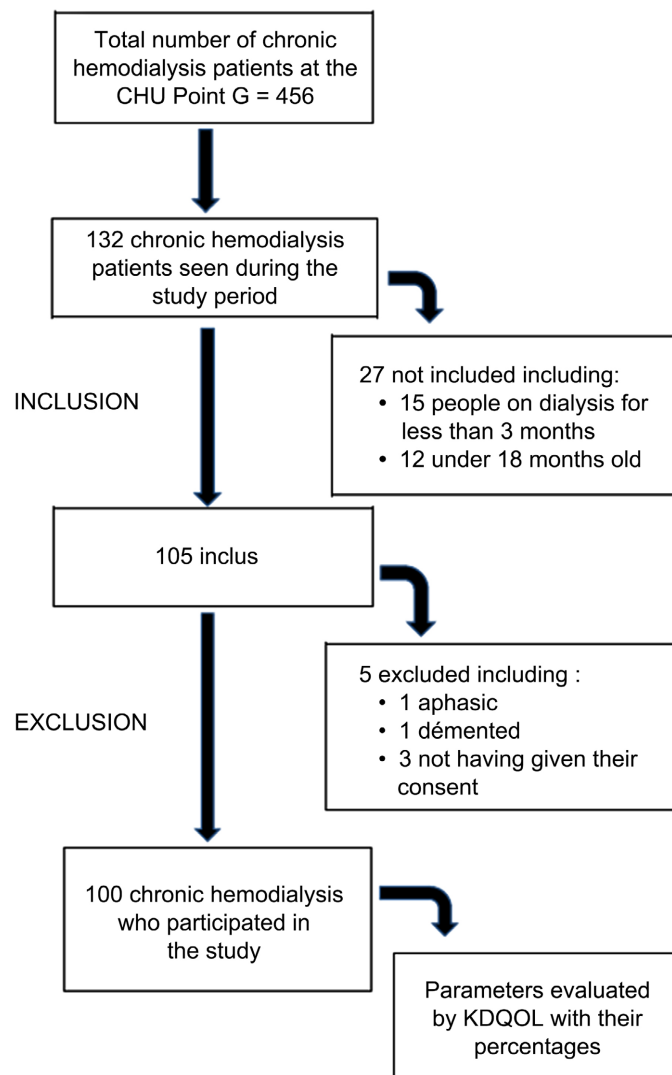 Total number of chronic
hemodialysis patients at the
CHU Point G = 456
132 chronic hemodialysis
patients seen during the
study period
27 not included including:
• 15 people on dialysis for
less than 3 months
• 12 under 18 months old
INCLUSION
105 inclus
5 excluded including :
• 1 aphasic
• 1 démented
• 3 not having given their
consent
EXCLUSION
100 chronic hemodialysis
who participated in
the study
Parameters evaluated
by KDQOL with their
percentages